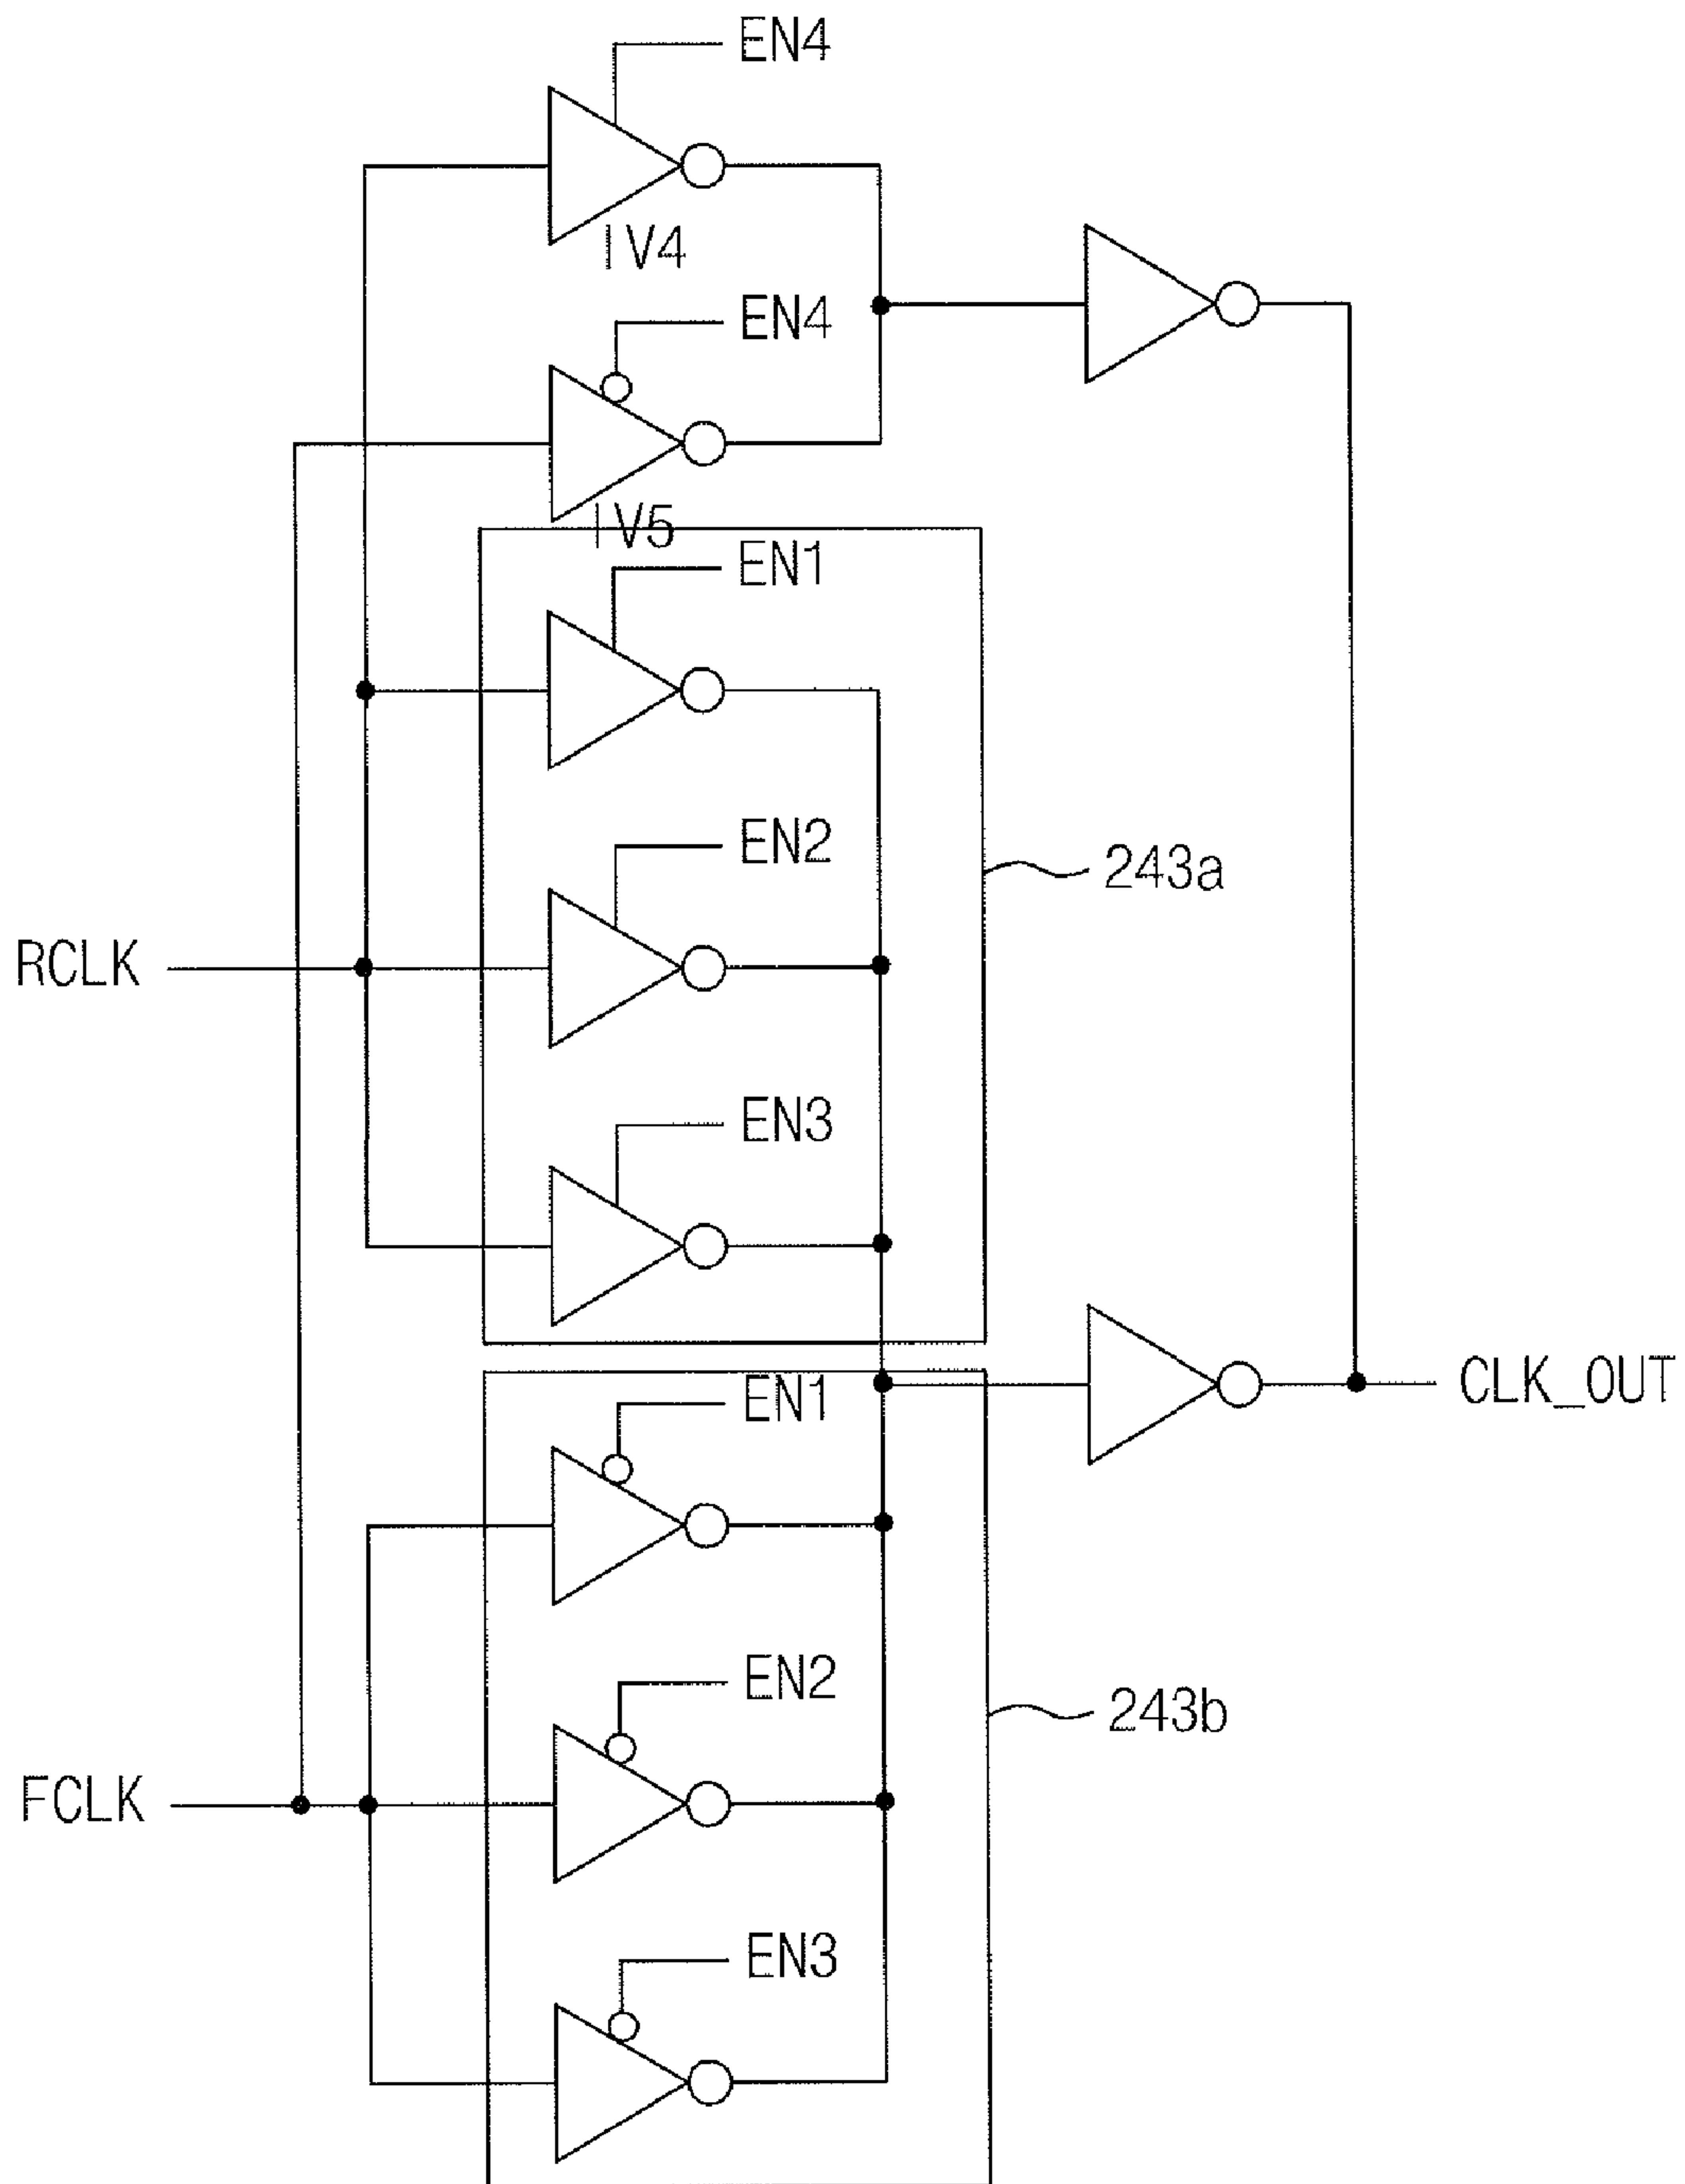 EN4
IV4
EN4
IV5
EN1
EN2
243a
RCLK
EN3
EN1
CLK_OUT
EN2
243b
FCLK
EN3